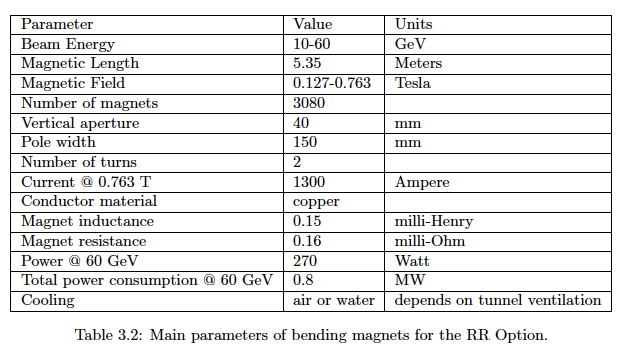 Parameter Value Units
Beam Energy 10-60 GeV
Magnetic Length 5.35 Meters
Magnetic Field 0.127-0.763 Tesla
Number of magnets 3080
Vertical aperture 40 mm
Pole width 150 mm
Number of turns 2
Current @ 0.763 T 1300 Ampere
Conductor material copper
Magnet inductance 0.15 milli-Henry
Magnet resistance 0.16 milli-Ohm
Power @ 60 GeV 270 Watt
Total power consumption @ 60 GeV 0.8 MW
Cooling air or water depends on tunnel ventilation
Table 3.2: Main parameters of bending magnets for the RR Option.